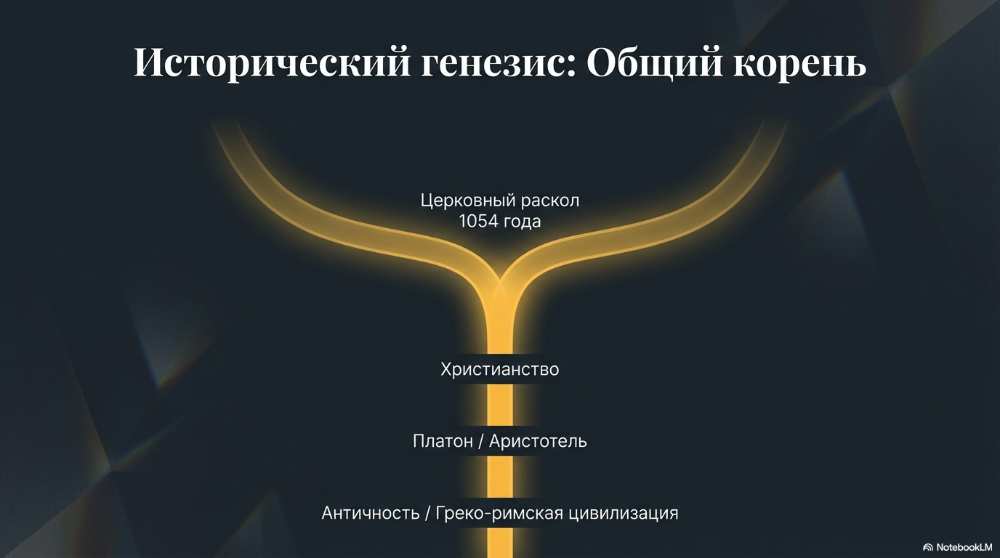 Исторический генезис: Общий корень
Церковный раскол
1054 года
Христианство
Платон / Аристотель
Античность / Греко-римская цивилизация
NotebookLM